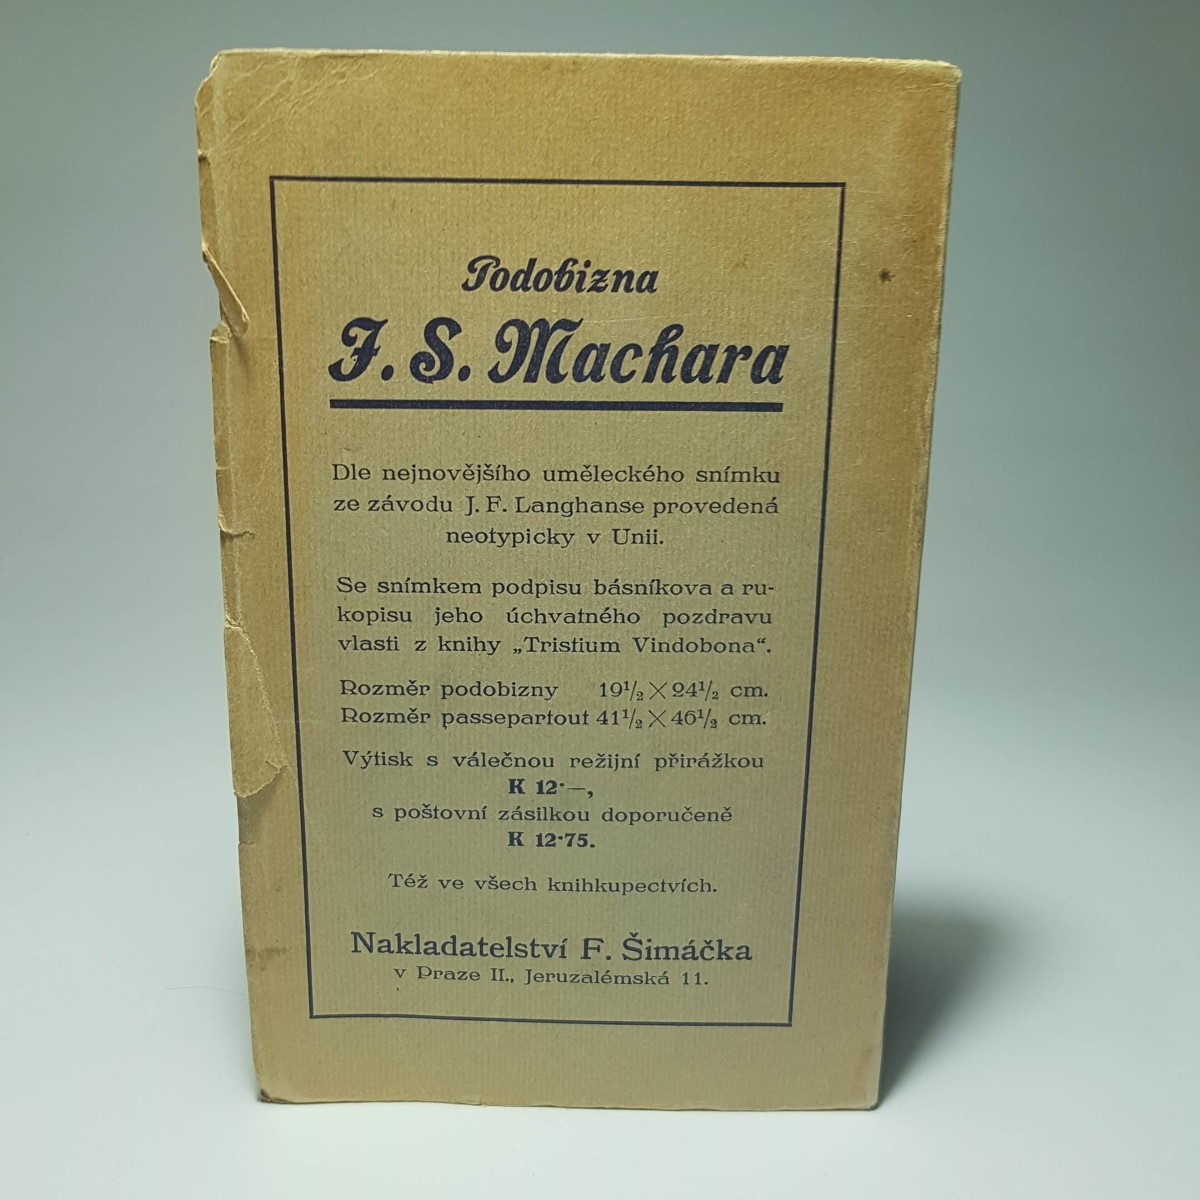 Podobizna
J. S. Machara
Dle nejnovějšího uměleckého snímku
ze závodu J. F. Langhanse provedená
neotypicky v Unii.
Se snímkem podpisu básníkova a ru-
kopisu jeho úchvatného pozdravu
vlasti z knihy „Tristium Vindobona“.
Rozměr podobizny 19½×24½ cm.
Rozměr passepartout 41½×46½ cm.
Výtisk s válečnou režijní přirážkou
K 12·—,
s poštovní zásilkou doporučeně
K 12·75.
Též ve všech knihkupectvích.
Nakladatelství F. Šimáčka
v Praze II., Jeruzalémská 11.